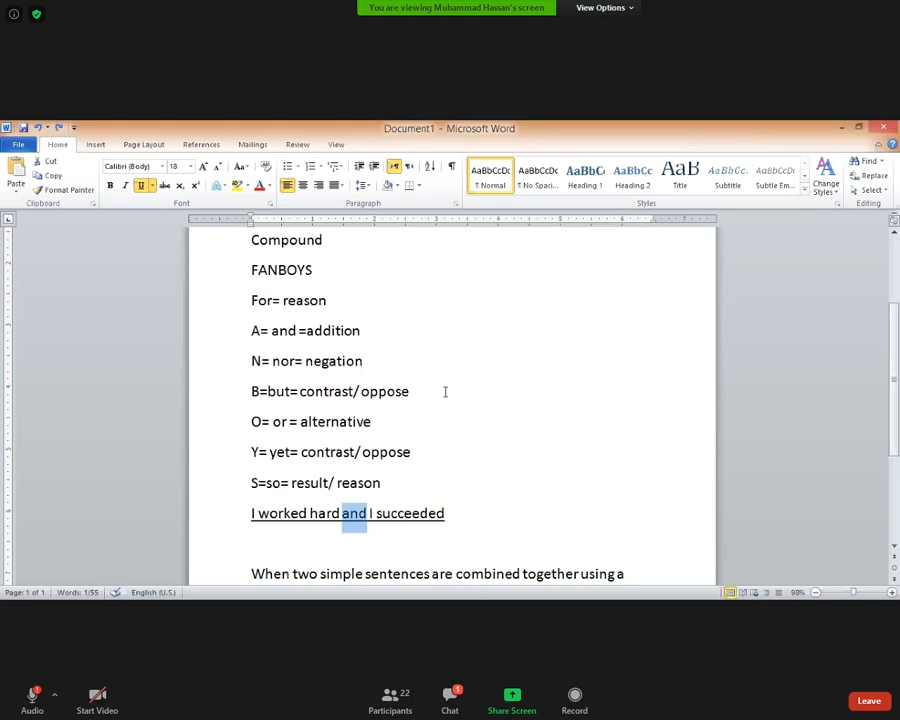 You are viewing Muhammad Hassan's screen
View Options
Document1 - Microsoft Word
File Home Insert Page Layout References Mailings Review View
Paste
Cut
Copy
Format Painter
Clipboard
Calibri (Body) 18
Font
Paragraph
AaBbCcDc AaBbCcDc AaBbC AaBbCc AaB AaBbCc. AaBbCcDc
¶ Normal ¶ No Spaci... Heading 1 Heading 2 Title Subtitle Subtle Em...
Styles
Change Styles
Find
Replace
Select
Editing
Compound
FANBOYS
For= reason
A= and =addition
N= nor= negation
B=but= contrast/ oppose
O= or = alternative
Y= yet= contrast/ oppose
S=so= result/ reason
I worked hard and I succeeded
When two simple sentences are combined together using a
Page: 1 of 1 Words: 1/55 English (U.S.) 98%
Audio
Start Video
22
Participants
1
Chat
Share Screen
Record
Leave